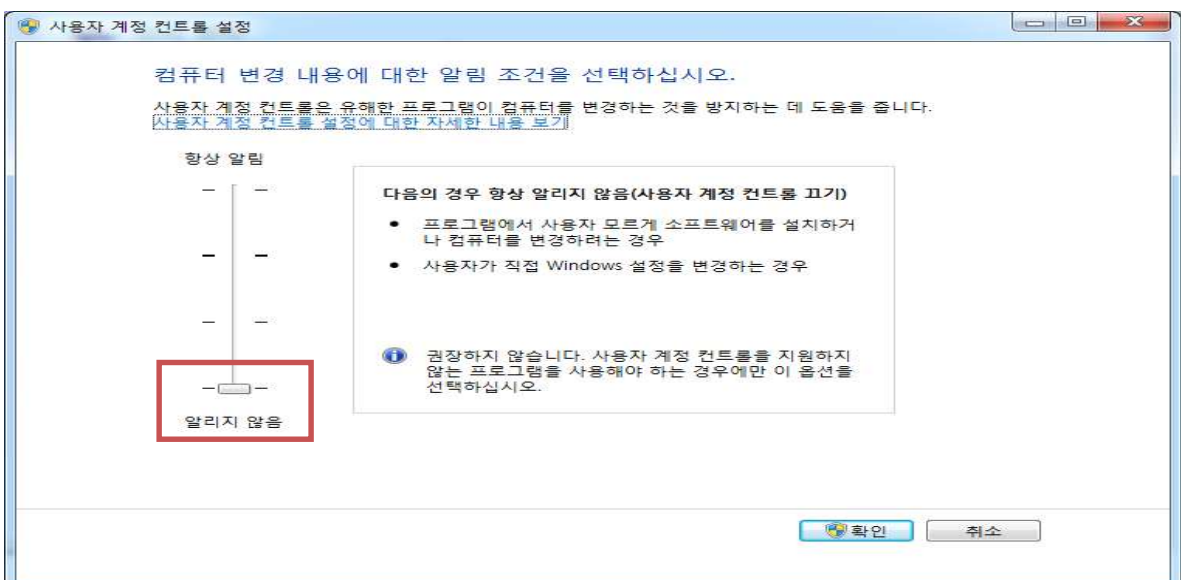 사용자 계정 컨트롤 설정
컴퓨터 변경 내용에 대한 알림 조건을 선택하십시오.
사용자 계정 컨트롤은 유해한 프로그램이 컴퓨터를 변경하는 것을 방지하는 데 도움을 줍니다.
사용자 계정 컨트롤 설정에 대한 자세한 내용 보기
항상 알림
다음의 경우 항상 알리지 않음(사용자 계정 컨트롤 끄기)
• 프로그램에서 사용자 모르게 소프트웨어를 설치하거
나 컴퓨터를 변경하려는 경우
• 사용자가 직접 Windows 설정을 변경하는 경우
권장하지 않습니다. 사용자 계정 컨트롤을 지원하지
않는 프로그램을 사용해야 하는 경우에만 이 옵션을
선택하십시오.
알리지 않음
확인
취소